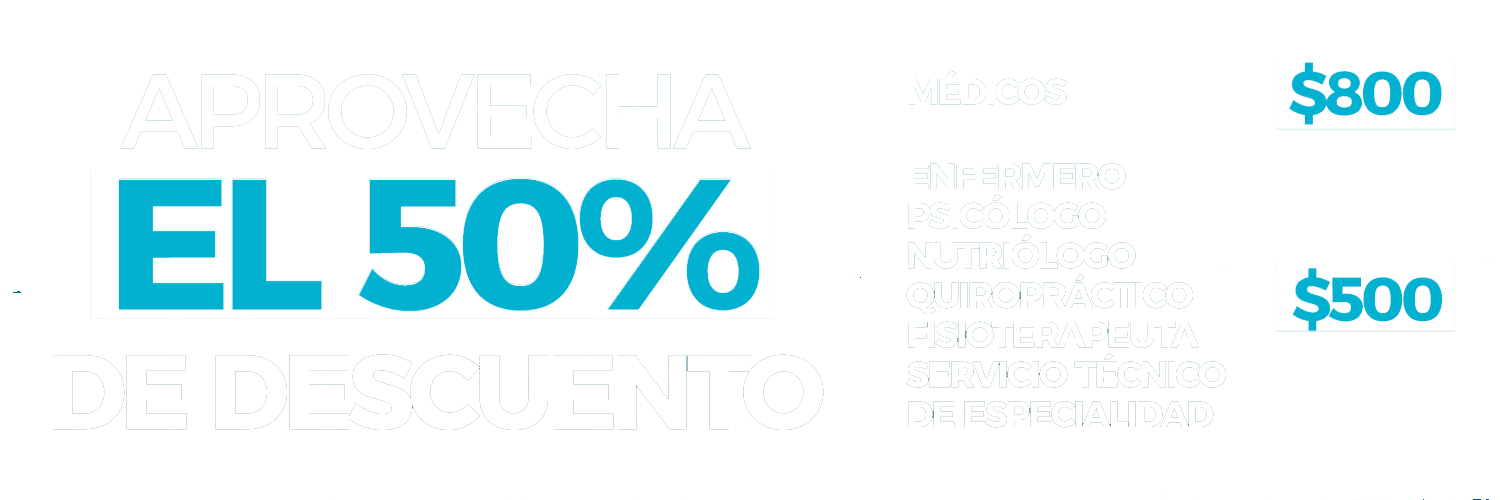 APROVECHA
EL 50%
DE DESCUENTO
MÉDICOS
$800
ENFERMERO
PSICÓLOGO
NUTRIÓLOGO
QUIROPRÁCTICO
FISIOTERAPEUTA
SERVICIO TÉCNICO
DE ESPECIALIDAD
$500